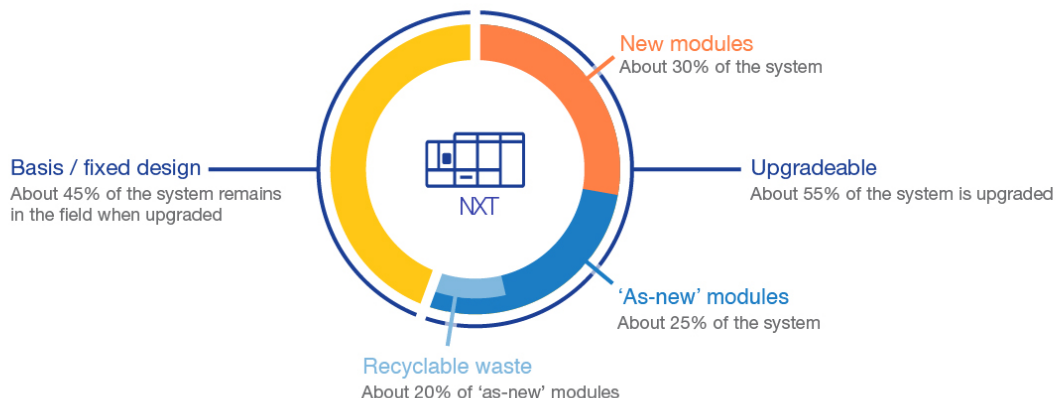 New modules
About 30% of the system
Basis / fixed design
About 45% of the system remains
in the field when upgraded
NXT
Upgradeable
About 55% of the system is upgraded
‘As-new’ modules
About 25% of the system
Recyclable waste
About 20% of ‘as-new’ modules